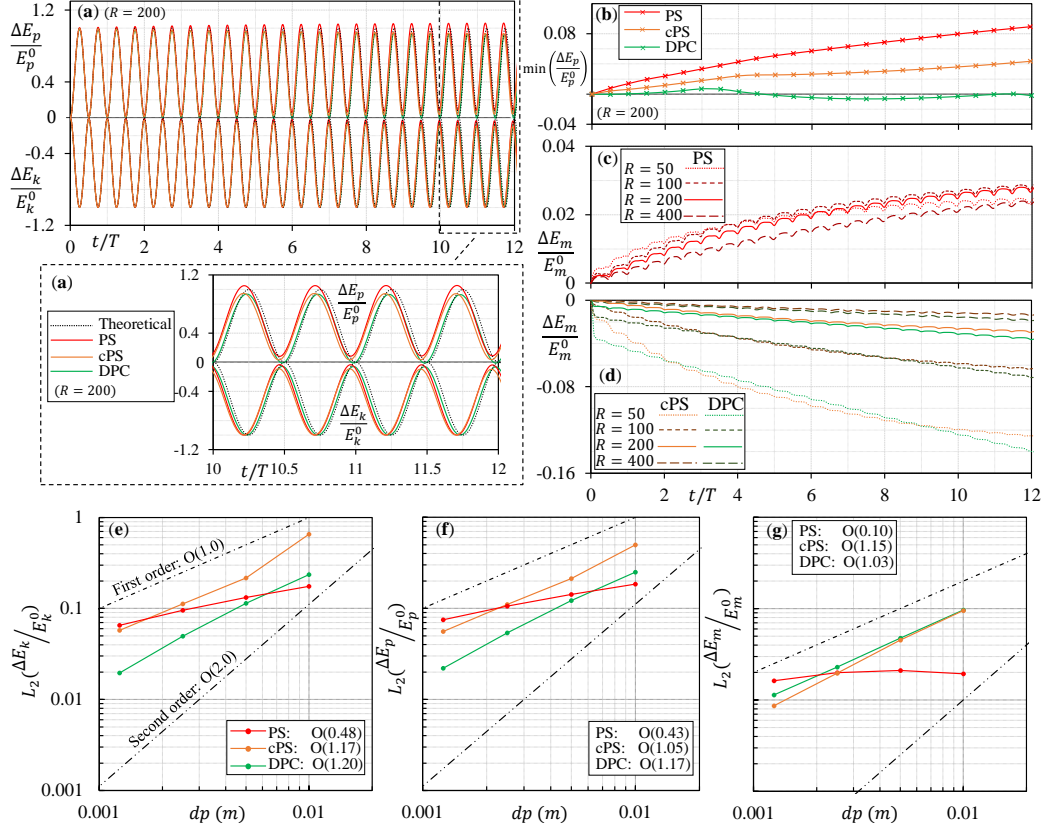 (a) (R = 200)
ΔE_p/E_p^0
ΔE_k/E_k^0
1.2
0.8
0.4
0
-0.4
-0.8
-1.2
0 2 4 6 8 10 12
t/T
(b)
PS
cPS
DPC
min(ΔE_p/E_p^0)
0.08
-0.04
(R = 200)
(c)
PS
R = 50
R = 100
R = 200
R = 400
ΔE_m/E_m^0
0.04
0.02
0
(a)
Theoretical
PS
cPS
DPC
(R = 200)
1.2
0.8
0.4
0
-0.4
-1.2
ΔE_p/E_p^0
ΔE_k/E_k^0
10 10.5 11 11.5 12
t/T
0
-0.08
-0.16
ΔE_m/E_m^0
(d)
cPS DPC
R = 50
R = 100
R = 200
R = 400
0 2 4 6 8 10 12
t/T
(e)
1
0.1
0.01
0.001
L₂(ΔE_k/E_k^0)
First order: O(1.0)
Second order: O(2.0)
PS: O(0.48)
cPS: O(1.17)
DPC: O(1.20)
0.001 0.01
dp (m)
(f)
L₂(ΔE_p/E_p^0)
PS: O(0.43)
cPS: O(1.05)
DPC: O(1.17)
0.001 0.01
dp (m)
(g)
PS: O(0.10)
cPS: O(1.15)
DPC: O(1.03)
L₂(ΔE_m/E_m^0)
0.001 0.01
dp (m)